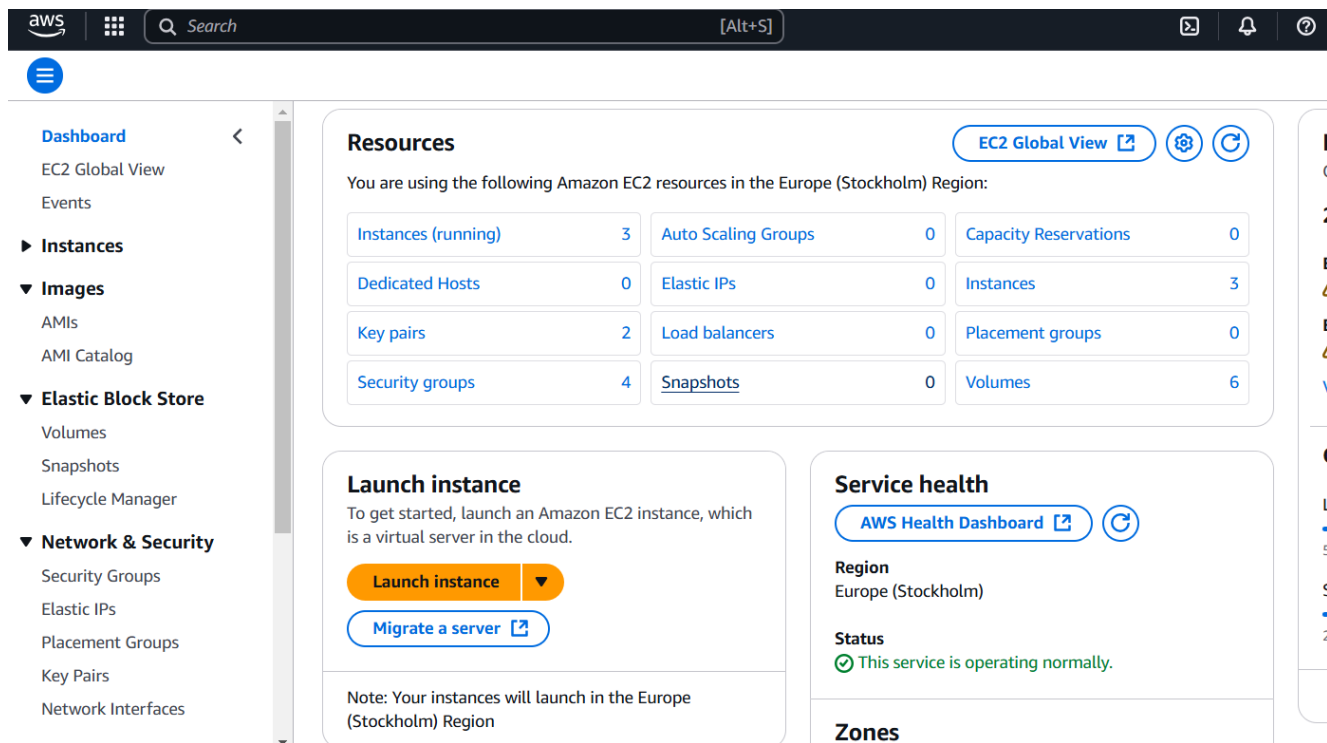 aws
Search [Alt+S]
Dashboard
EC2 Global View
Events
Instances
Images
AMIs
AMI Catalog
Elastic Block Store
Volumes
Snapshots
Lifecycle Manager
Network & Security
Security Groups
Elastic IPs
Placement Groups
Key Pairs
Network Interfaces
Resources
EC2 Global View
You are using the following Amazon EC2 resources in the Europe (Stockholm) Region:
Instances (running) 3 Auto Scaling Groups 0 Capacity Reservations 0
Dedicated Hosts 0 Elastic IPs 0 Instances 3
Key pairs 2 Load balancers 0 Placement groups 0
Security groups 4 Snapshots 0 Volumes 6
Launch instance
To get started, launch an Amazon EC2 instance, which
is a virtual server in the cloud.
Launch instance
Migrate a server
Note: Your instances will launch in the Europe
(Stockholm) Region
Service health
AWS Health Dashboard
Region
Europe (Stockholm)
Status
This service is operating normally.
Zones